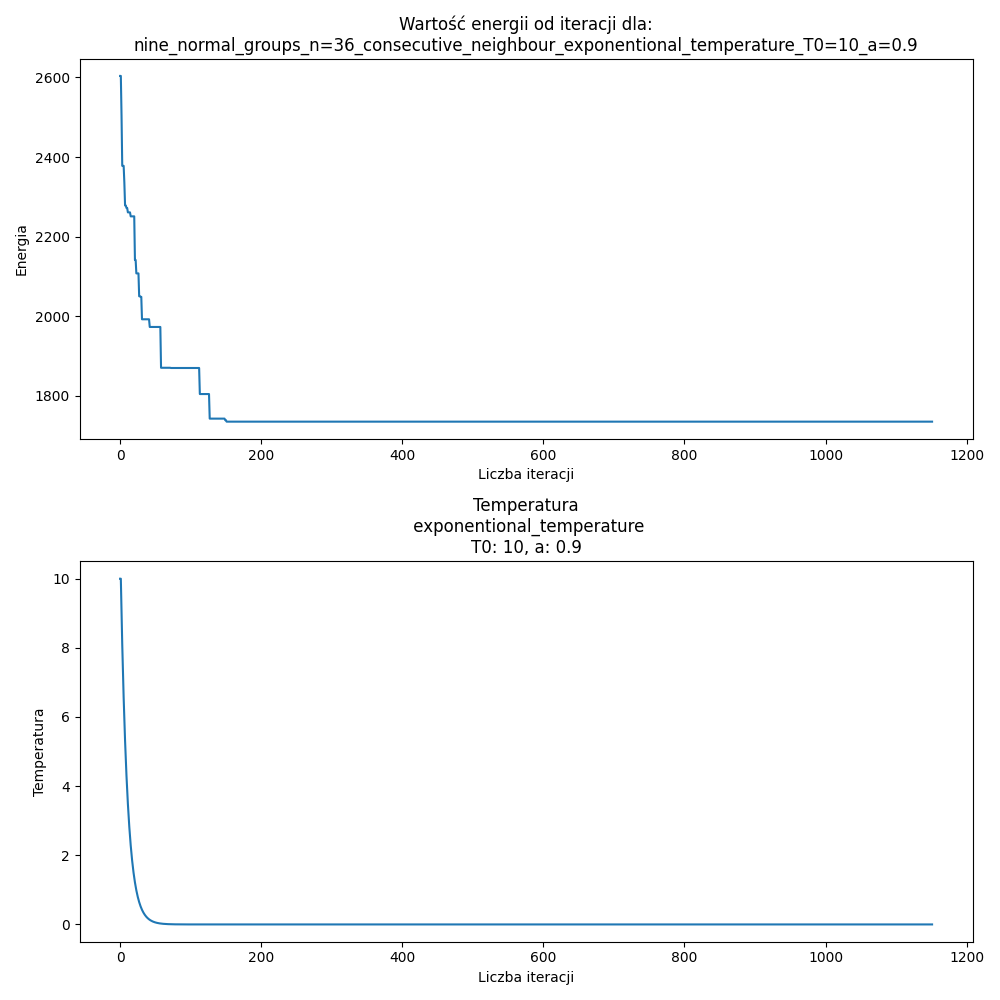 Wartość energii od iteracji dla:
nine_normal_groups_n=36_consecutive_neighbour_exponentional_temperature_T0=10_a=0.9
2600
2400
2200
2000
1800
Energia
0 200 400 600 800 1000 1200
Liczba iteracji
Temperatura
exponentional_temperature
T0: 10, a: 0.9
10
8
6
4
2
0
Temperatura
0 200 400 600 800 1000 1200
Liczba iteracji